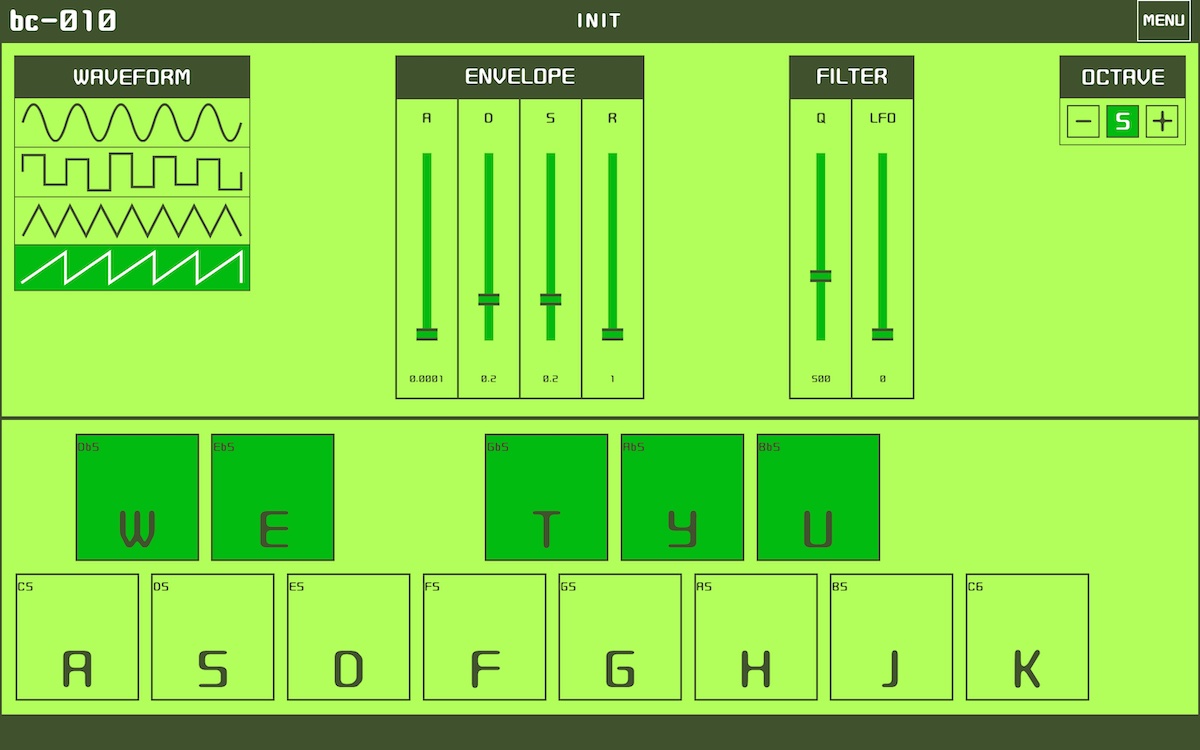 bc-010 INIT MENU
WAVEFORM ENVELOPE FILTER OCTAVE
A D S R Q LFO
− 5 +
0.0001 0.2 0.2 1 500 0
Db5 Eb5 Gb5 Ab5 Bb5
W E T Y U
C5 D5 E5 F5 G5 A5 B5 C6
A S D F G H J K